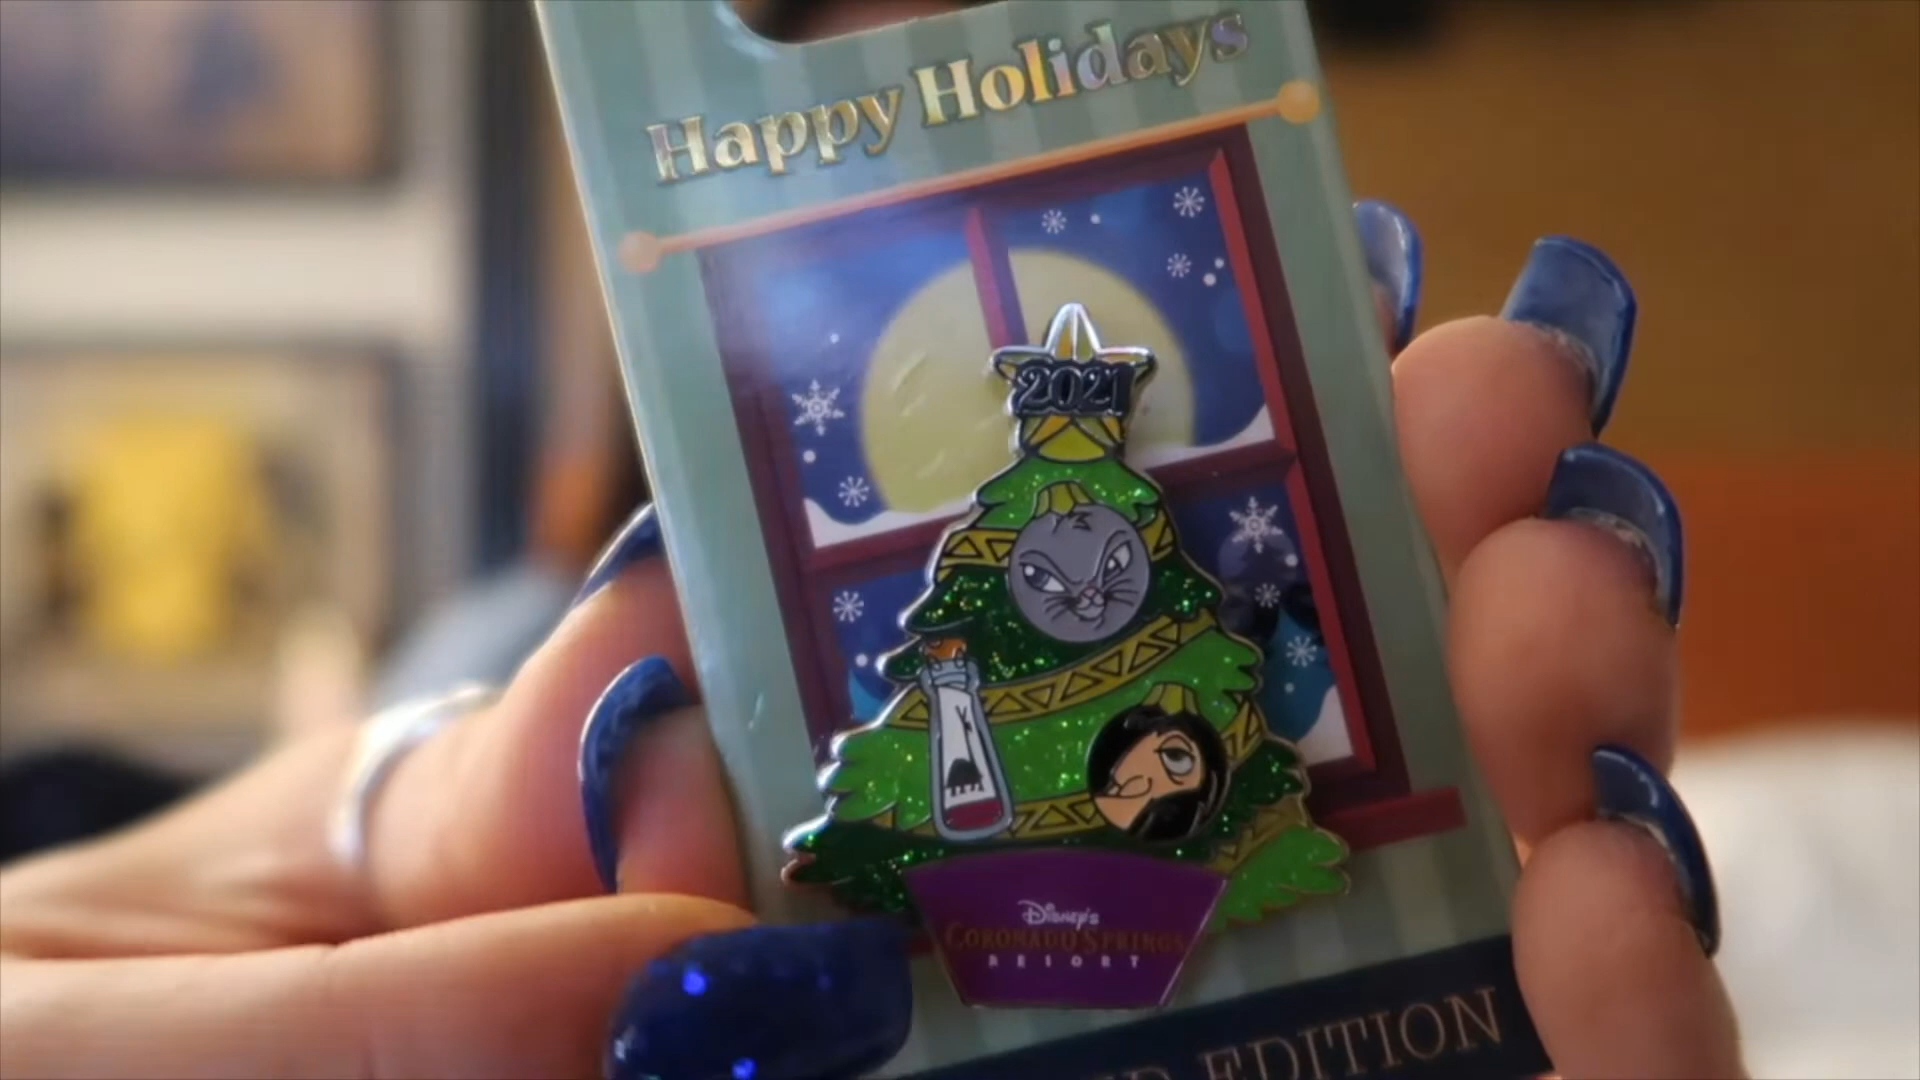 Happy Holidays
2021
Disney's
CORONADO SPRINGS
RESORT
EDITION